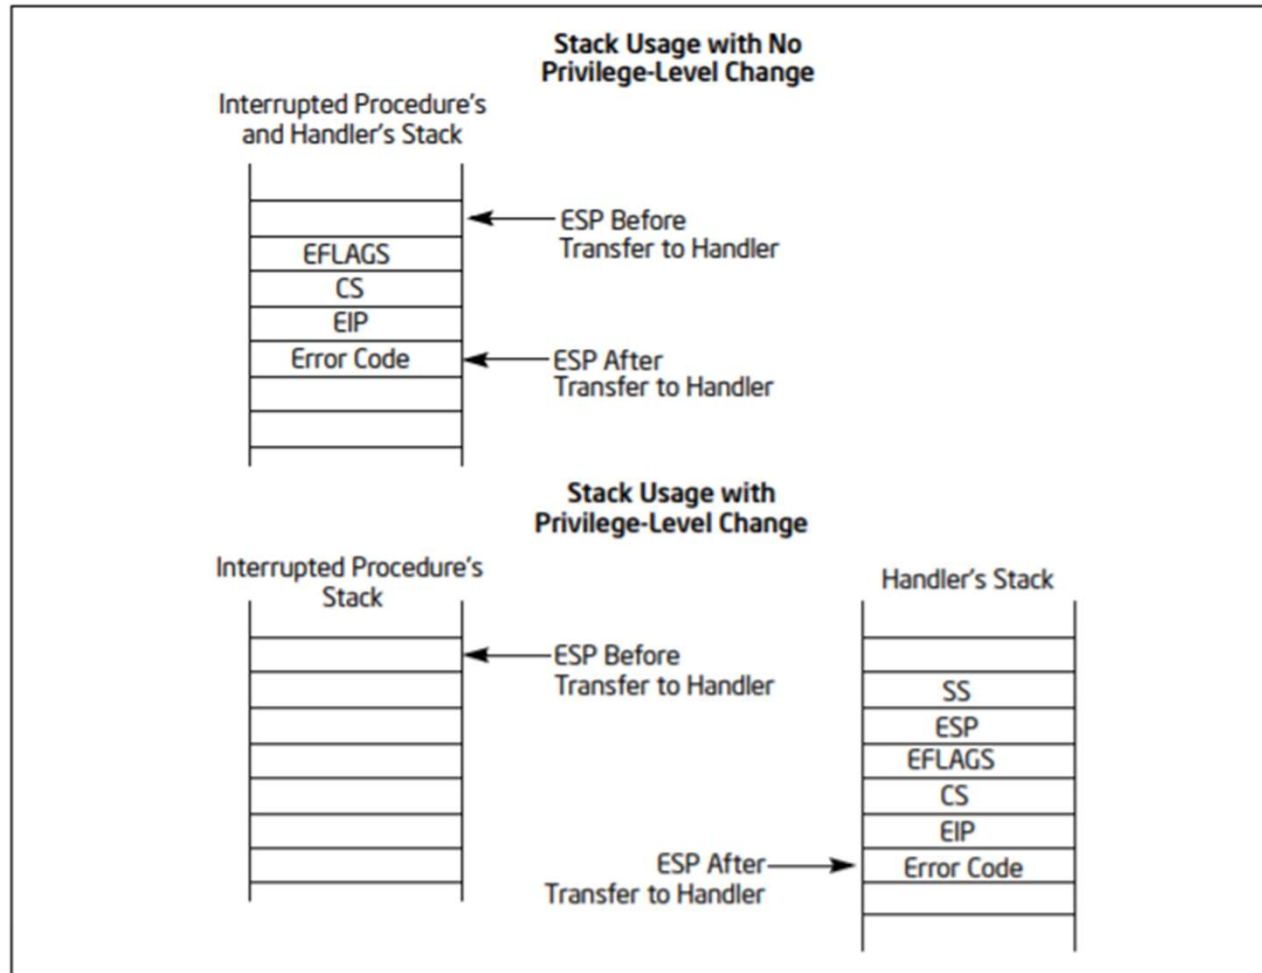 Stack Usage with No
Privilege-Level Change
Interrupted Procedure's
and Handler's Stack
ESP Before
Transfer to Handler
EFLAGS
CS
EIP
Error Code
ESP After
Transfer to Handler
Stack Usage with
Privilege-Level Change
Interrupted Procedure's
Stack
Handler's Stack
ESP Before
Transfer to Handler
SS
ESP
EFLAGS
CS
EIP
ESP After
Transfer to Handler
Error Code